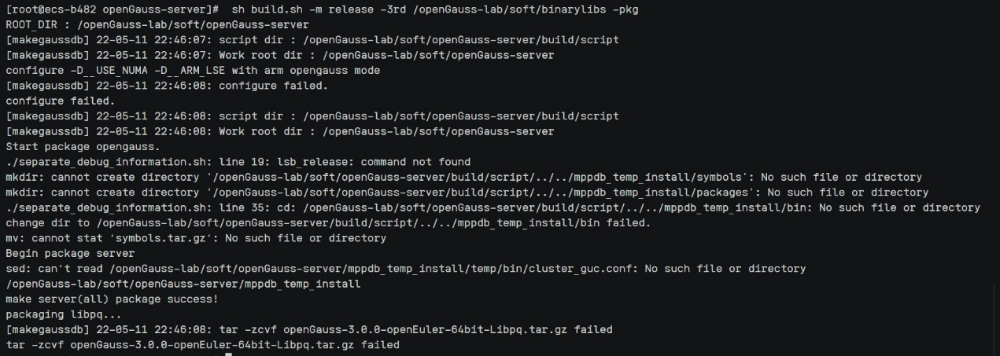 [root@ecs-b482 openGauss-server]#  sh build.sh -m release -3rd /openGauss-lab/soft/binarylibs -pkg
ROOT_DIR : /openGauss-lab/soft/openGauss-server
[makegaussdb] 22-05-11 22:46:07: script dir : /openGauss-lab/soft/openGauss-server/build/script
[makegaussdb] 22-05-11 22:46:07: Work root dir : /openGauss-lab/soft/openGauss-server
configure -D__USE_NUMA -D__ARM_LSE with arm opengauss mode
[makegaussdb] 22-05-11 22:46:08: configure failed.
configure failed.
[makegaussdb] 22-05-11 22:46:08: script dir : /openGauss-lab/soft/openGauss-server/build/script
[makegaussdb] 22-05-11 22:46:08: Work root dir : /openGauss-lab/soft/openGauss-server
Start package opengauss.
./separate_debug_information.sh: line 19: lsb_release: command not found
mkdir: cannot create directory '/openGauss-lab/soft/openGauss-server/build/script/../../mppdb_temp_install/symbols': No such file or directory
mkdir: cannot create directory '/openGauss-lab/soft/openGauss-server/build/script/../../mppdb_temp_install/packages': No such file or directory
./separate_debug_information.sh: line 35: cd: /openGauss-lab/soft/openGauss-server/build/script/../../mppdb_temp_install/bin: No such file or directory
change dir to /openGauss-lab/soft/openGauss-server/build/script/../../mppdb_temp_install/bin failed.
mv: cannot stat 'symbols.tar.gz': No such file or directory
Begin package server
sed: can't read /openGauss-lab/soft/openGauss-server/mppdb_temp_install/temp/bin/cluster_guc.conf: No such file or directory
/openGauss-lab/soft/openGauss-server/mppdb_temp_install
make server(all) package success!
packaging libpq...
[makegaussdb] 22-05-11 22:46:08: tar -zcvf openGauss-3.0.0-openEuler-64bit-Libpq.tar.gz failed
tar -zcvf openGauss-3.0.0-openEuler-64bit-Libpq.tar.gz failed